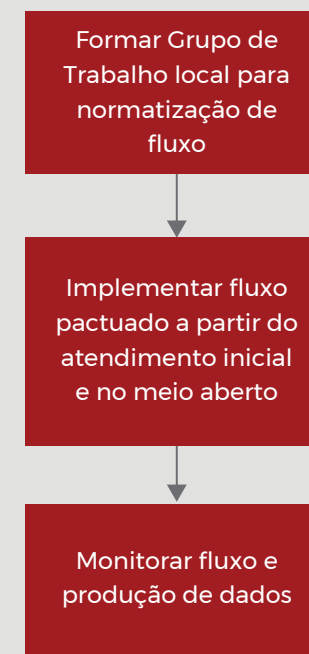 Formar Grupo de
Trabalho local para
normatização de
fluxo
Implementar fluxo
pactuado a partir do
atendimento inicial
e no meio aberto
Monitorar fluxo e
produção de dados